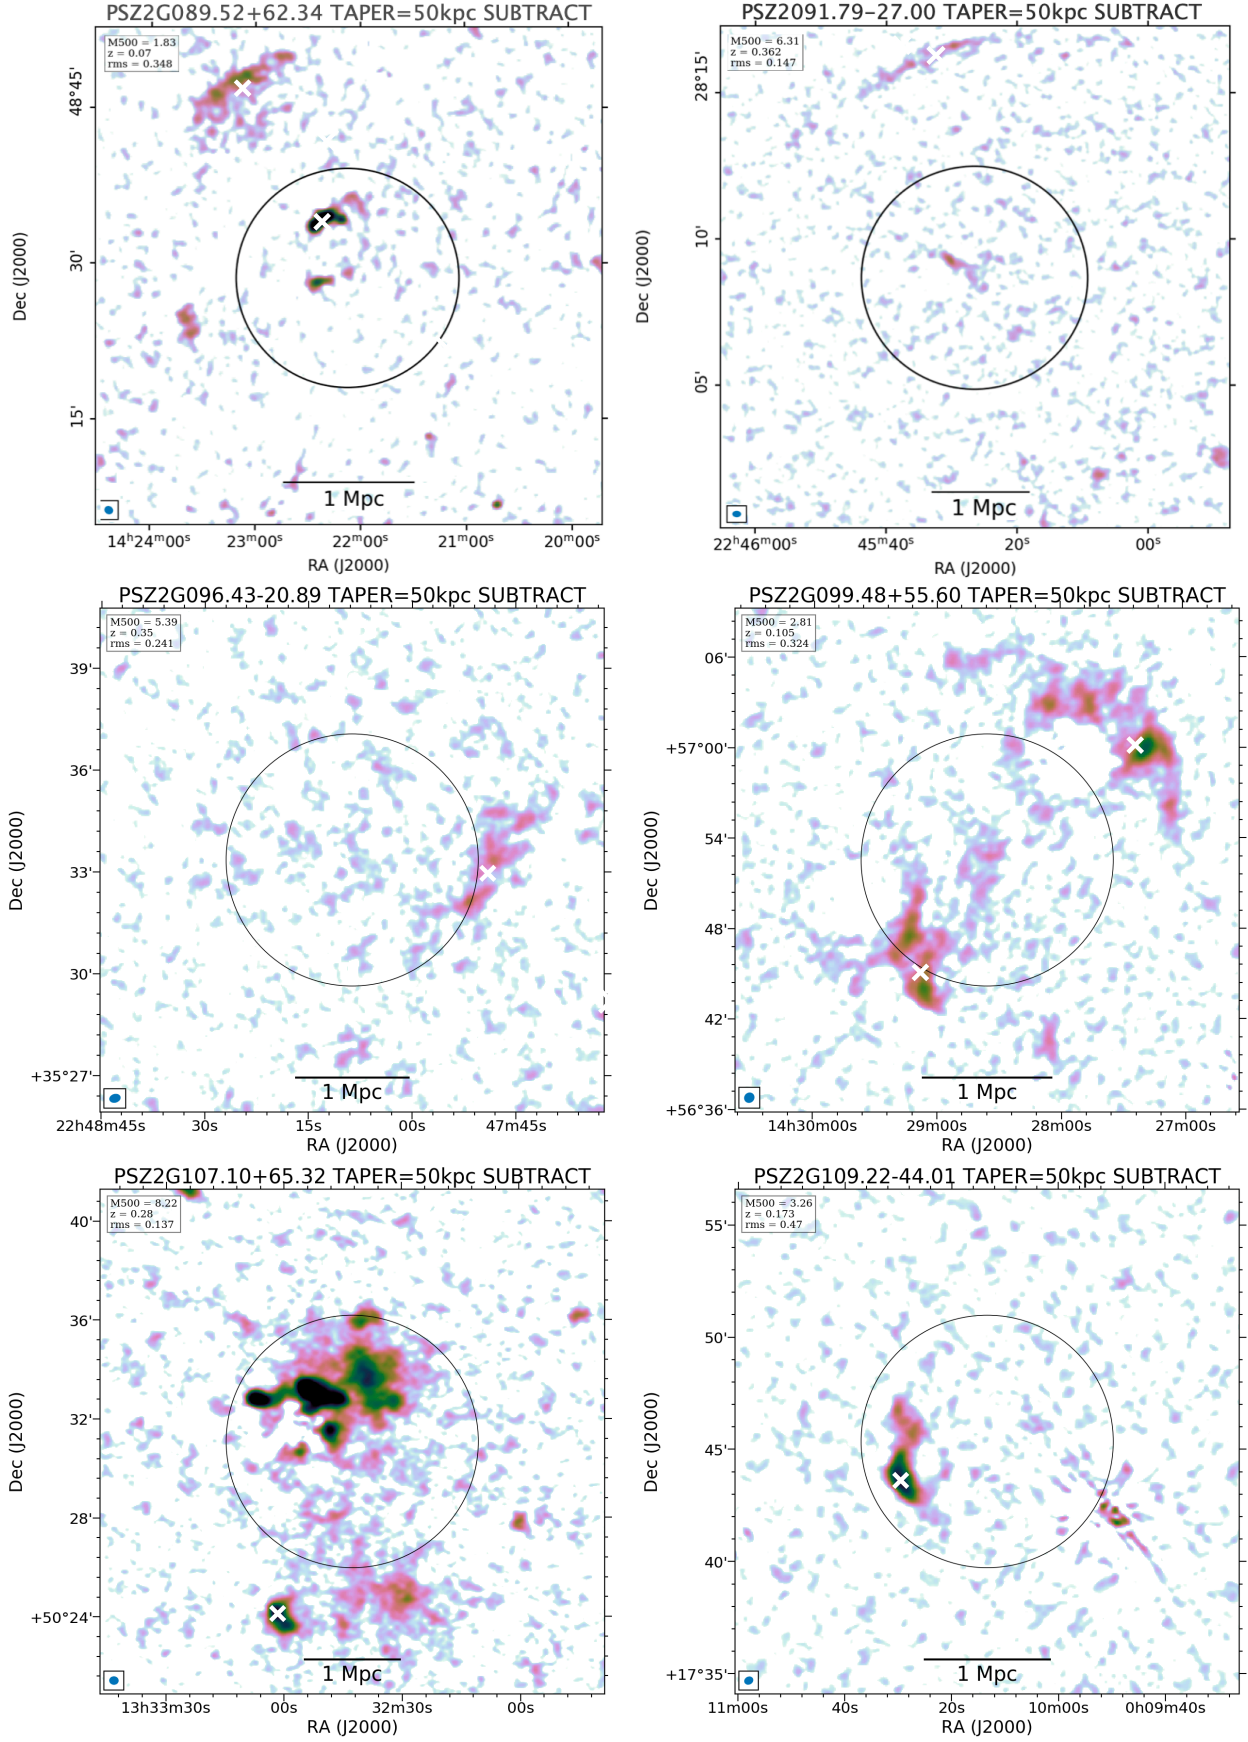 PSZ2G089.52+62.34 TAPER=50kpc SUBTRACT
M500 = 1.83
z = 0.07
rms = 0.348
48°45'
30'
15'
Dec (J2000)
1 Mpc
14ʰ24ᵐ00ˢ 23ᵐ00ˢ 22ᵐ00ˢ 21ᵐ00ˢ 20ᵐ00ˢ
RA (J2000)
PSZ2091.79−27.00 TAPER=50kpc SUBTRACT
M500 = 6.31
z = 0.362
rms = 0.147
28°15'
10'
05'
Dec (J2000)
1 Mpc
22ʰ46ᵐ00ˢ 45ᵐ40ˢ 20ˢ 00ˢ
RA (J2000)
PSZ2G096.43-20.89 TAPER=50kpc SUBTRACT
M500 = 5.39
z = 0.35
rms = 0.241
39'
36'
33'
30'
+35°27'
Dec (J2000)
1 Mpc
22h48m45s 30s 15s 00s 47m45s
RA (J2000)
PSZ2G099.48+55.60 TAPER=50kpc SUBTRACT
M500 = 2.81
z = 0.105
rms = 0.324
06'
+57°00'
54'
48'
42'
+56°36'
Dec (J2000)
1 Mpc
14h30m00s 29m00s 28m00s 27m00s
RA (J2000)
PSZ2G107.10+65.32 TAPER=50kpc SUBTRACT
M500 = 8.22
z = 0.28
rms = 0.137
40'
36'
32'
28'
+50°24'
Dec (J2000)
1 Mpc
13h33m30s 00s 32m30s 00s
RA (J2000)
PSZ2G109.22-44.01 TAPER=50kpc SUBTRACT
M500 = 3.26
z = 0.173
rms = 0.47
55'
50'
45'
40'
+17°35'
Dec (J2000)
1 Mpc
11m00s 40s 20s 10m00s 0h09m40s
RA (J2000)